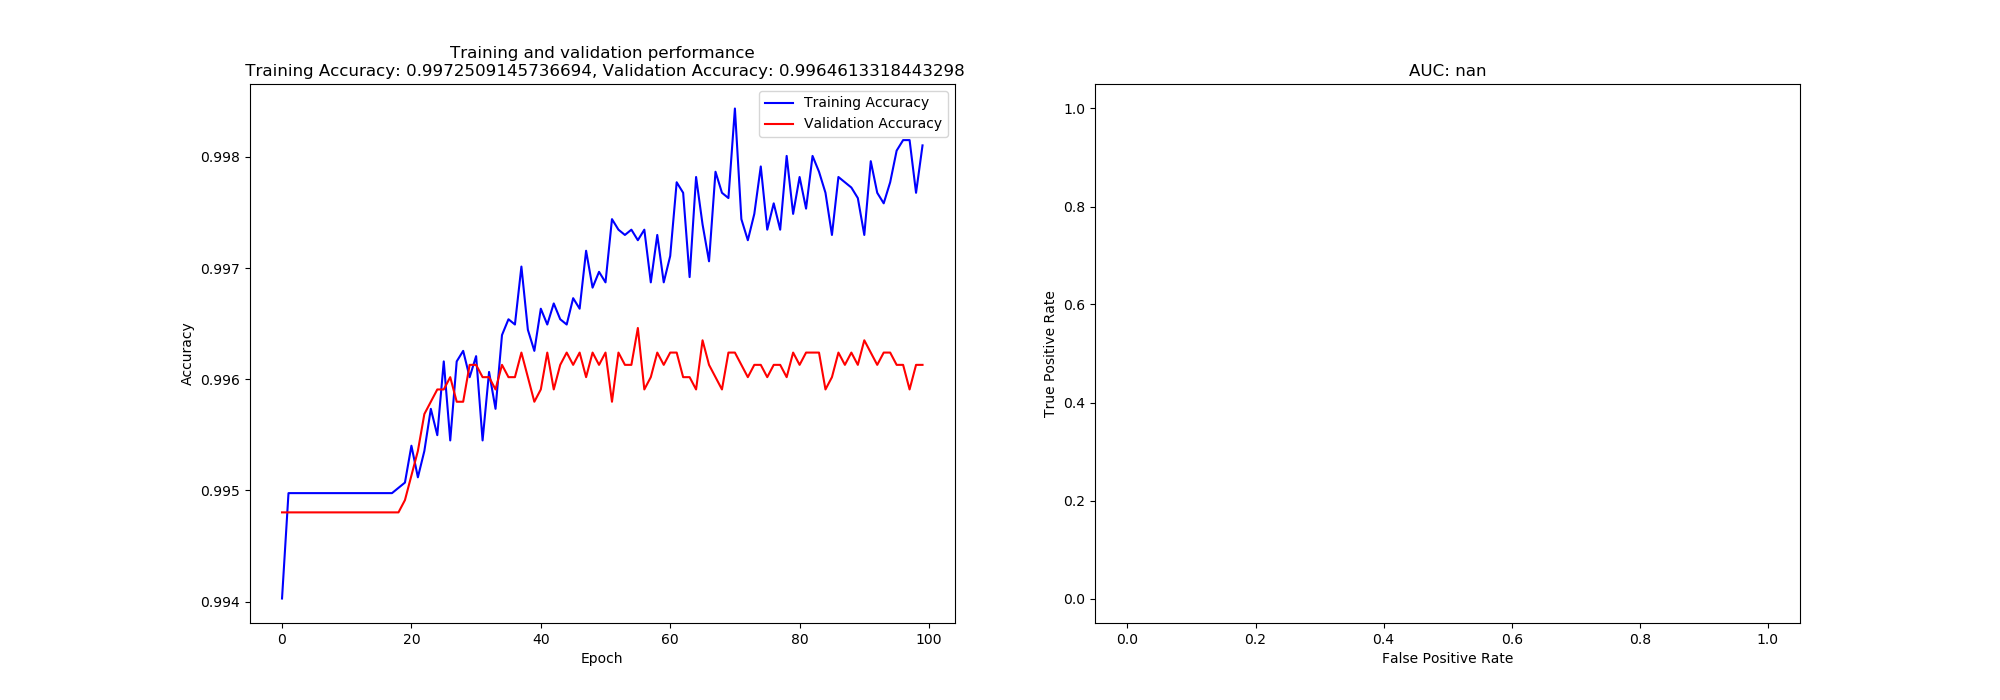 Training and validation performance
Training Accuracy: 0.9972509145736694, Validation Accuracy: 0.9964613318443298
Training Accuracy
Validation Accuracy
0.998
0.997
0.996
0.995
0.994
Accuracy
0
20
40
60
80
100
Epoch
AUC: nan
1.0
0.8
0.6
0.4
0.2
0.0
True Positive Rate
0.0
0.2
0.4
0.6
0.8
1.0
False Positive Rate